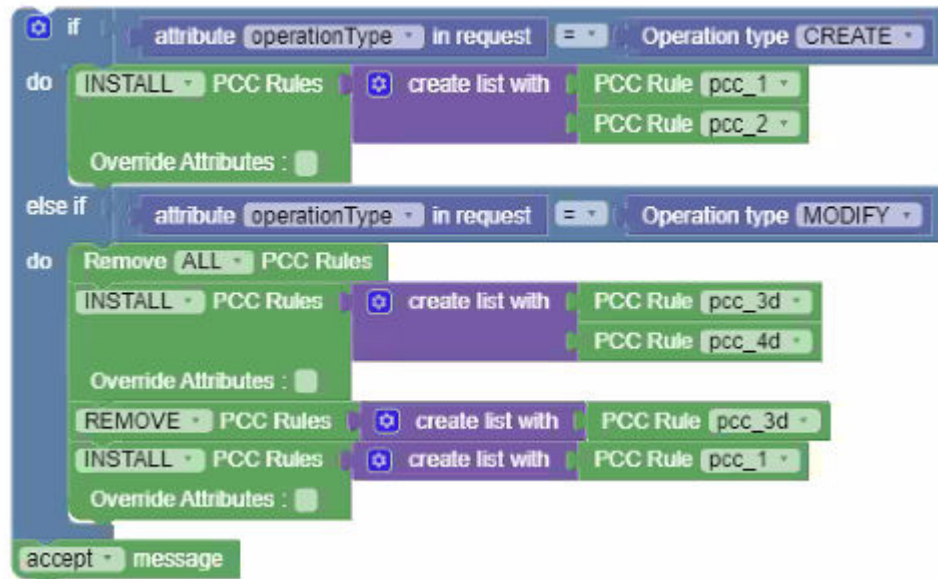 if attribute operationType in request = Operation type CREATE
do INSTALL PCC Rules create list with PCC Rule pcc_1
PCC Rule pcc_2
Override Attributes :
else if attribute operationType in request = Operation type MODIFY
do Remove ALL PCC Rules
INSTALL PCC Rules create list with PCC Rule pcc_3d
PCC Rule pcc_4d
Override Attributes :
REMOVE PCC Rules create list with PCC Rule pcc_3d
INSTALL PCC Rules create list with PCC Rule pcc_1
Override Attributes :
accept message